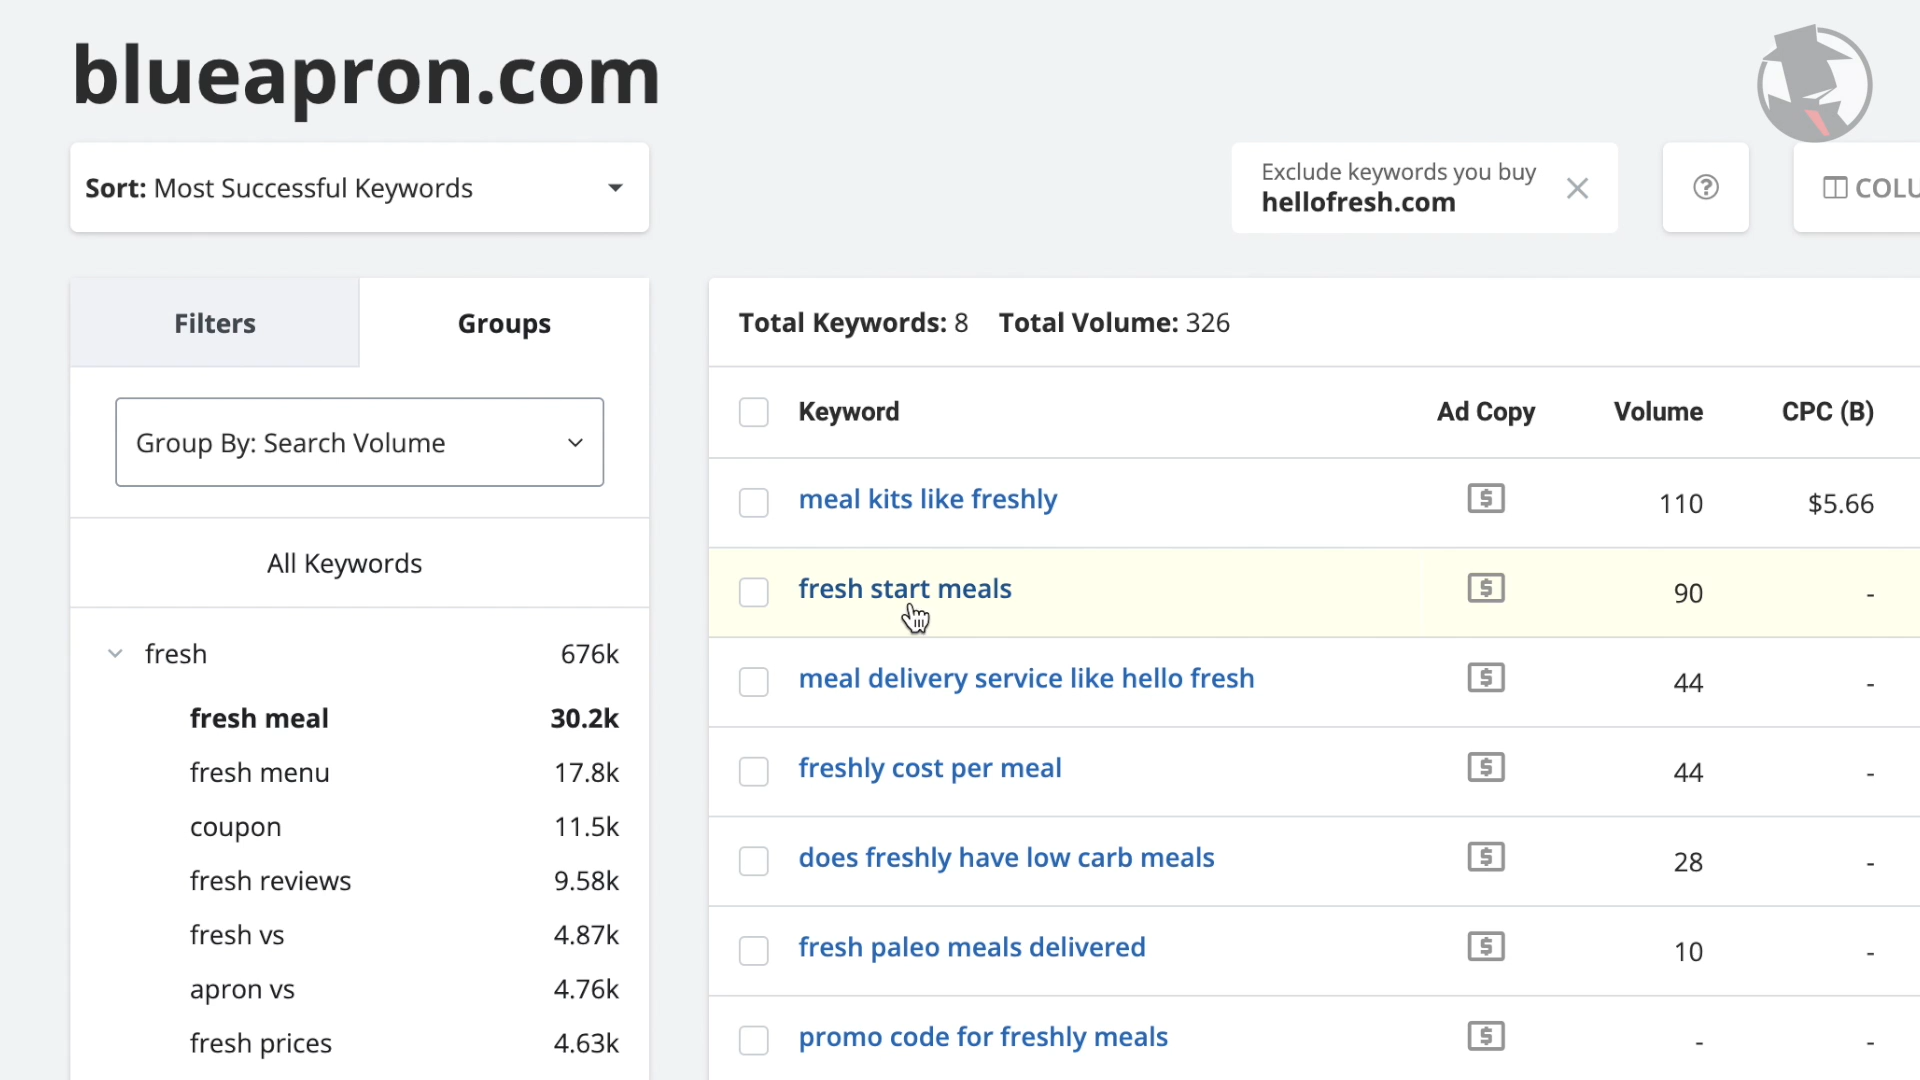 blueapron.com
Sort: Most Successful Keywords
Exclude keywords you buy
hellofresh.com
Filters
Groups
Group By: Search Volume
All Keywords
fresh 676k
fresh meal 30.2k
fresh menu 17.8k
coupon 11.5k
fresh reviews 9.58k
fresh vs 4.87k
apron vs 4.76k
fresh prices 4.63k
Total Keywords: 8 Total Volume: 326
Keyword Ad Copy Volume CPC (B)
meal kits like freshly $ 110 $5.66
fresh start meals $ 90 -
meal delivery service like hello fresh $ 44 -
freshly cost per meal $ 44 -
does freshly have low carb meals $ 28 -
fresh paleo meals delivered $ 10 -
promo code for freshly meals $ - -